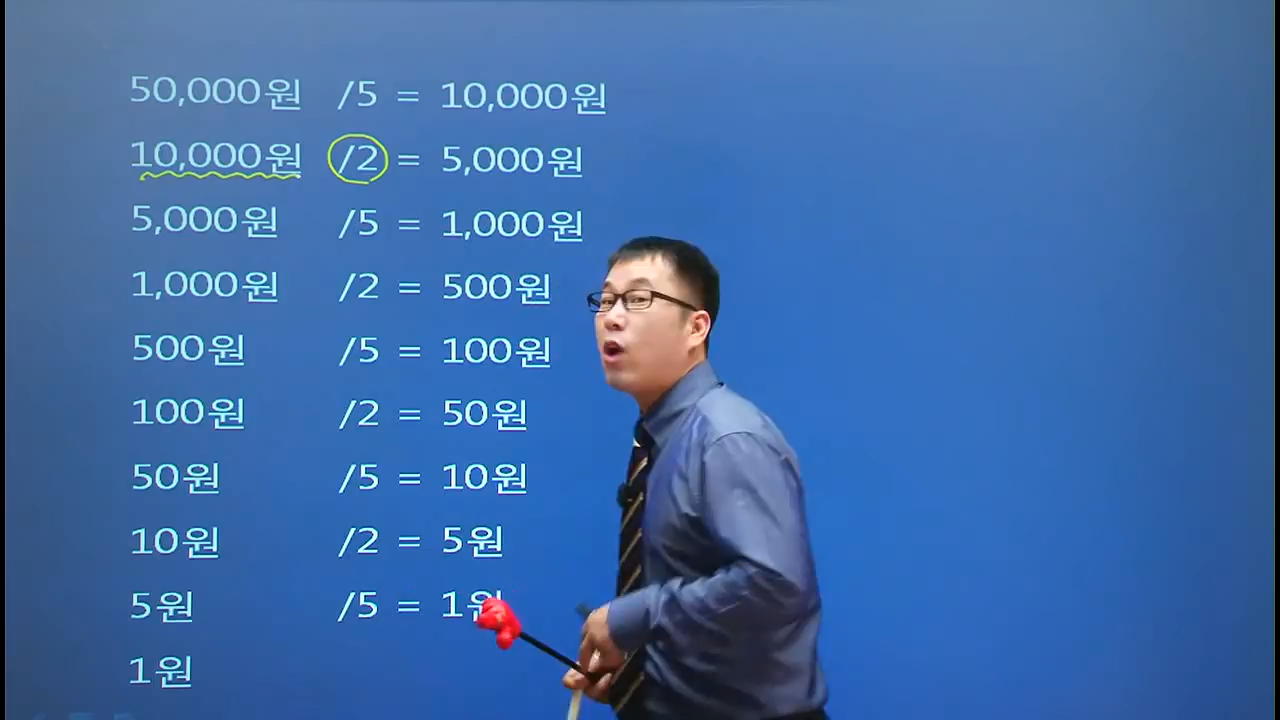 50,000원 /5 = 10,000원
10,000원 /2 = 5,000원
5,000원 /5 = 1,000원
1,000원 /2 = 500원
500원 /5 = 100원
100원 /2 = 50원
50원 /5 = 10원
10원 /2 = 5원
5원 /5 = 1원
1원